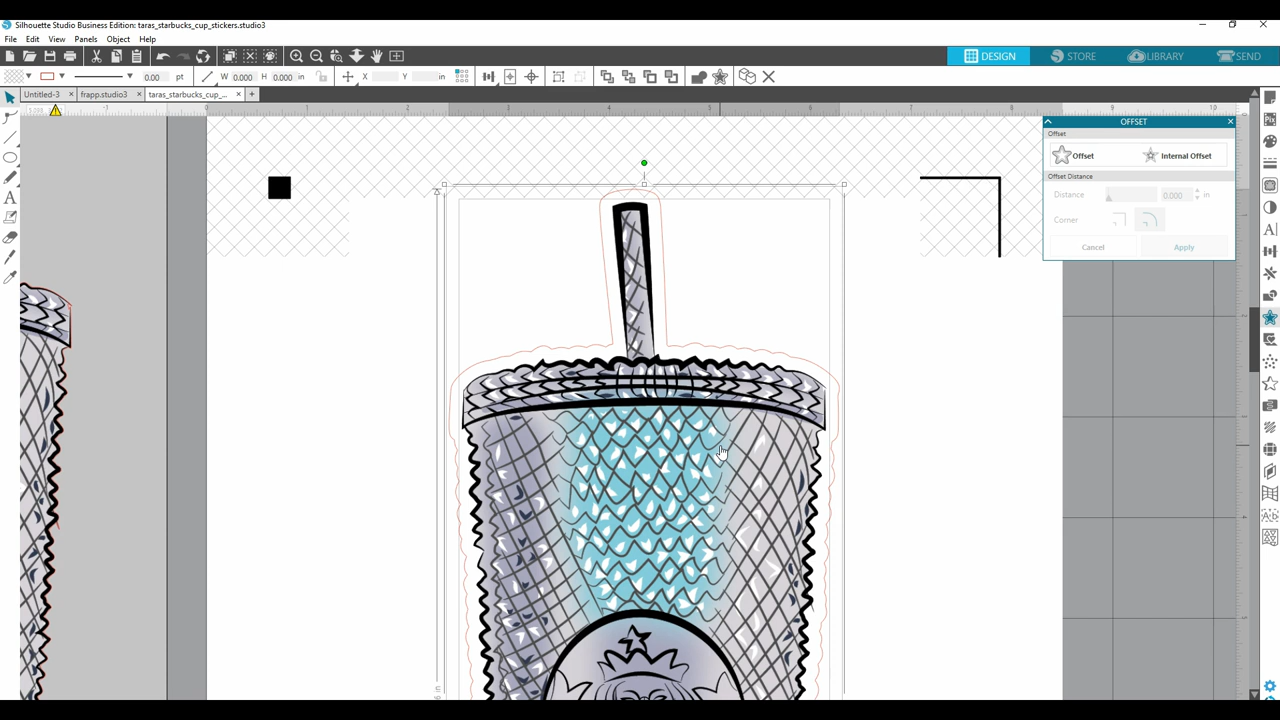 Silhouette Studio Business Edition: taras_starbucks_cup_stickers.studio3
File Edit View Panels Object Help
DESIGN STORE LIBRARY SEND
0.00 pt W 0.000 H 0.000 in X Y in
Untitled-3 frapp.studio3 taras_starbucks_cup_...
OFFSET
Offset
Offset Internal Offset
Offset Distance
Distance 0.000 in
Corner
Cancel Apply